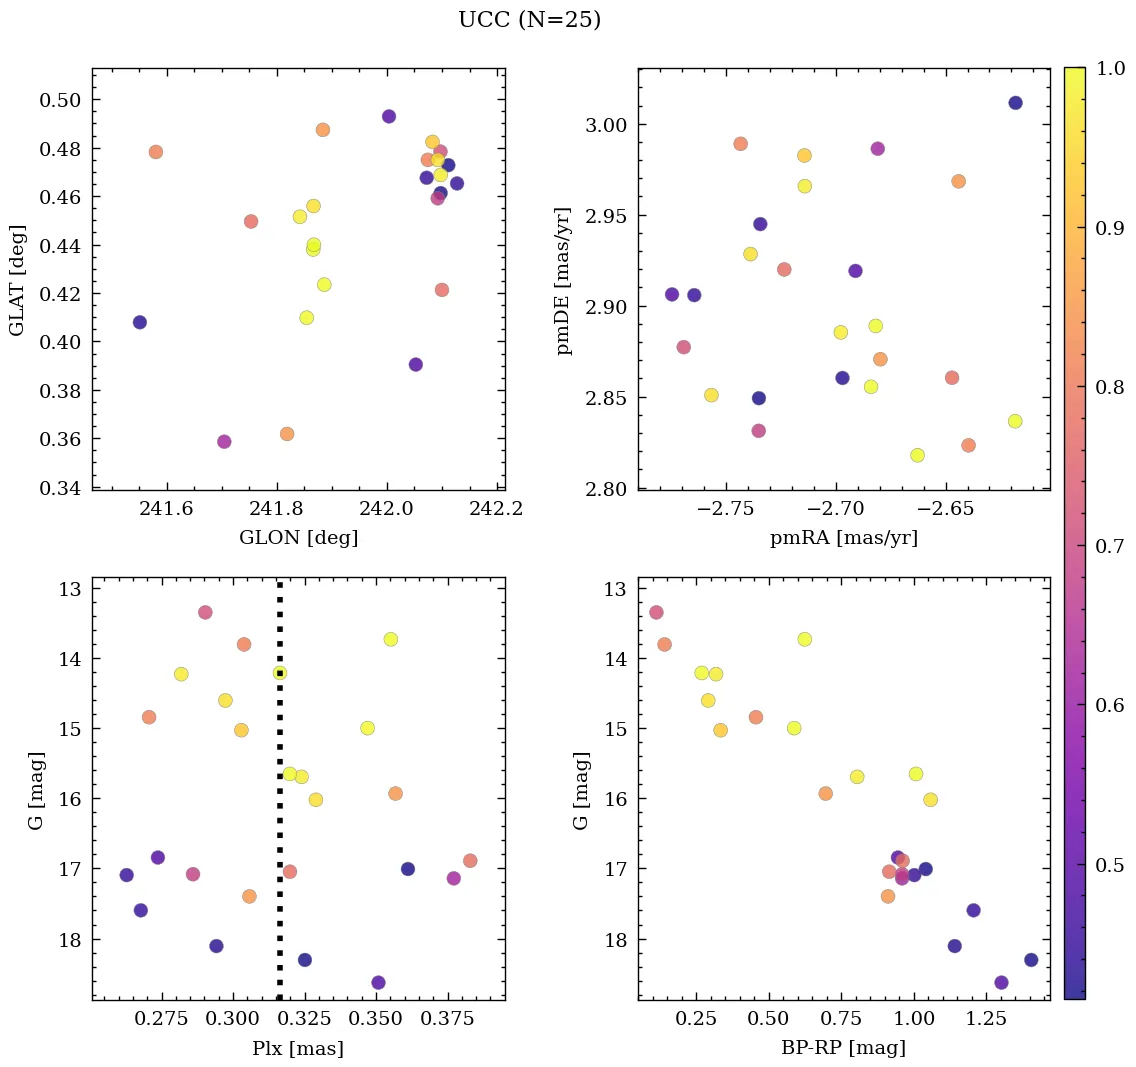 UCC (N=25)
0.50
0.48
0.46
0.44
0.42
0.40
0.38
0.36
0.34
GLAT [deg]
241.6 241.8 242.0 242.2
GLON [deg]
3.00
2.95
2.90
2.85
2.80
pmDE [mas/yr]
−2.75 −2.70 −2.65
pmRA [mas/yr]
13
14
15
16
17
18
G [mag]
0.275 0.300 0.325 0.350 0.375
Plx [mas]
13
14
15
16
17
18
G [mag]
0.25 0.50 0.75 1.00 1.25
BP-RP [mag]
1.0
0.9
0.8
0.7
0.6
0.5